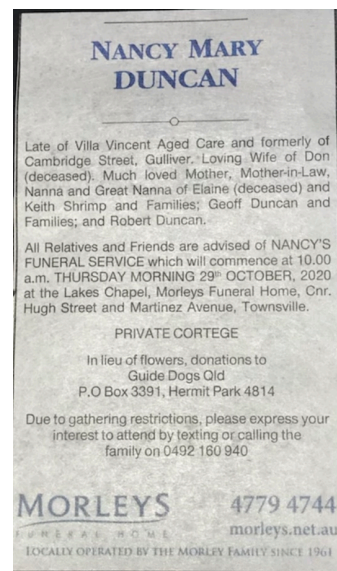 NANCY MARY
DUNCAN
Late of Villa Vincent Aged Care and formerly of
Cambridge Street, Gulliver. Loving Wife of Don
(deceased). Much loved Mother, Mother-in-Law,
Nanna and Great Nanna of Elaine (deceased) and
Keith Shrimp and Families; Geoff Duncan and
Families; and Robert Duncan.
All Relatives and Friends are advised of NANCY'S
FUNERAL SERVICE which will commence at 10.00
a.m. THURSDAY MORNING 29th OCTOBER, 2020
at the Lakes Chapel, Morleys Funeral Home, Cnr.
Hugh Street and Martinez Avenue, Townsville.
PRIVATE CORTEGE
In lieu of flowers, donations to
Guide Dogs Qld
P.O Box 3391, Hermit Park 4814
Due to gathering restrictions, please express your
interest to attend by texting or calling the
family on 0492 160 940
MORLEYS 4779 4744
FUNERAL HOME morleys.net.au
LOCALLY OPERATED BY THE MORLEY FAMILY SINCE 1961